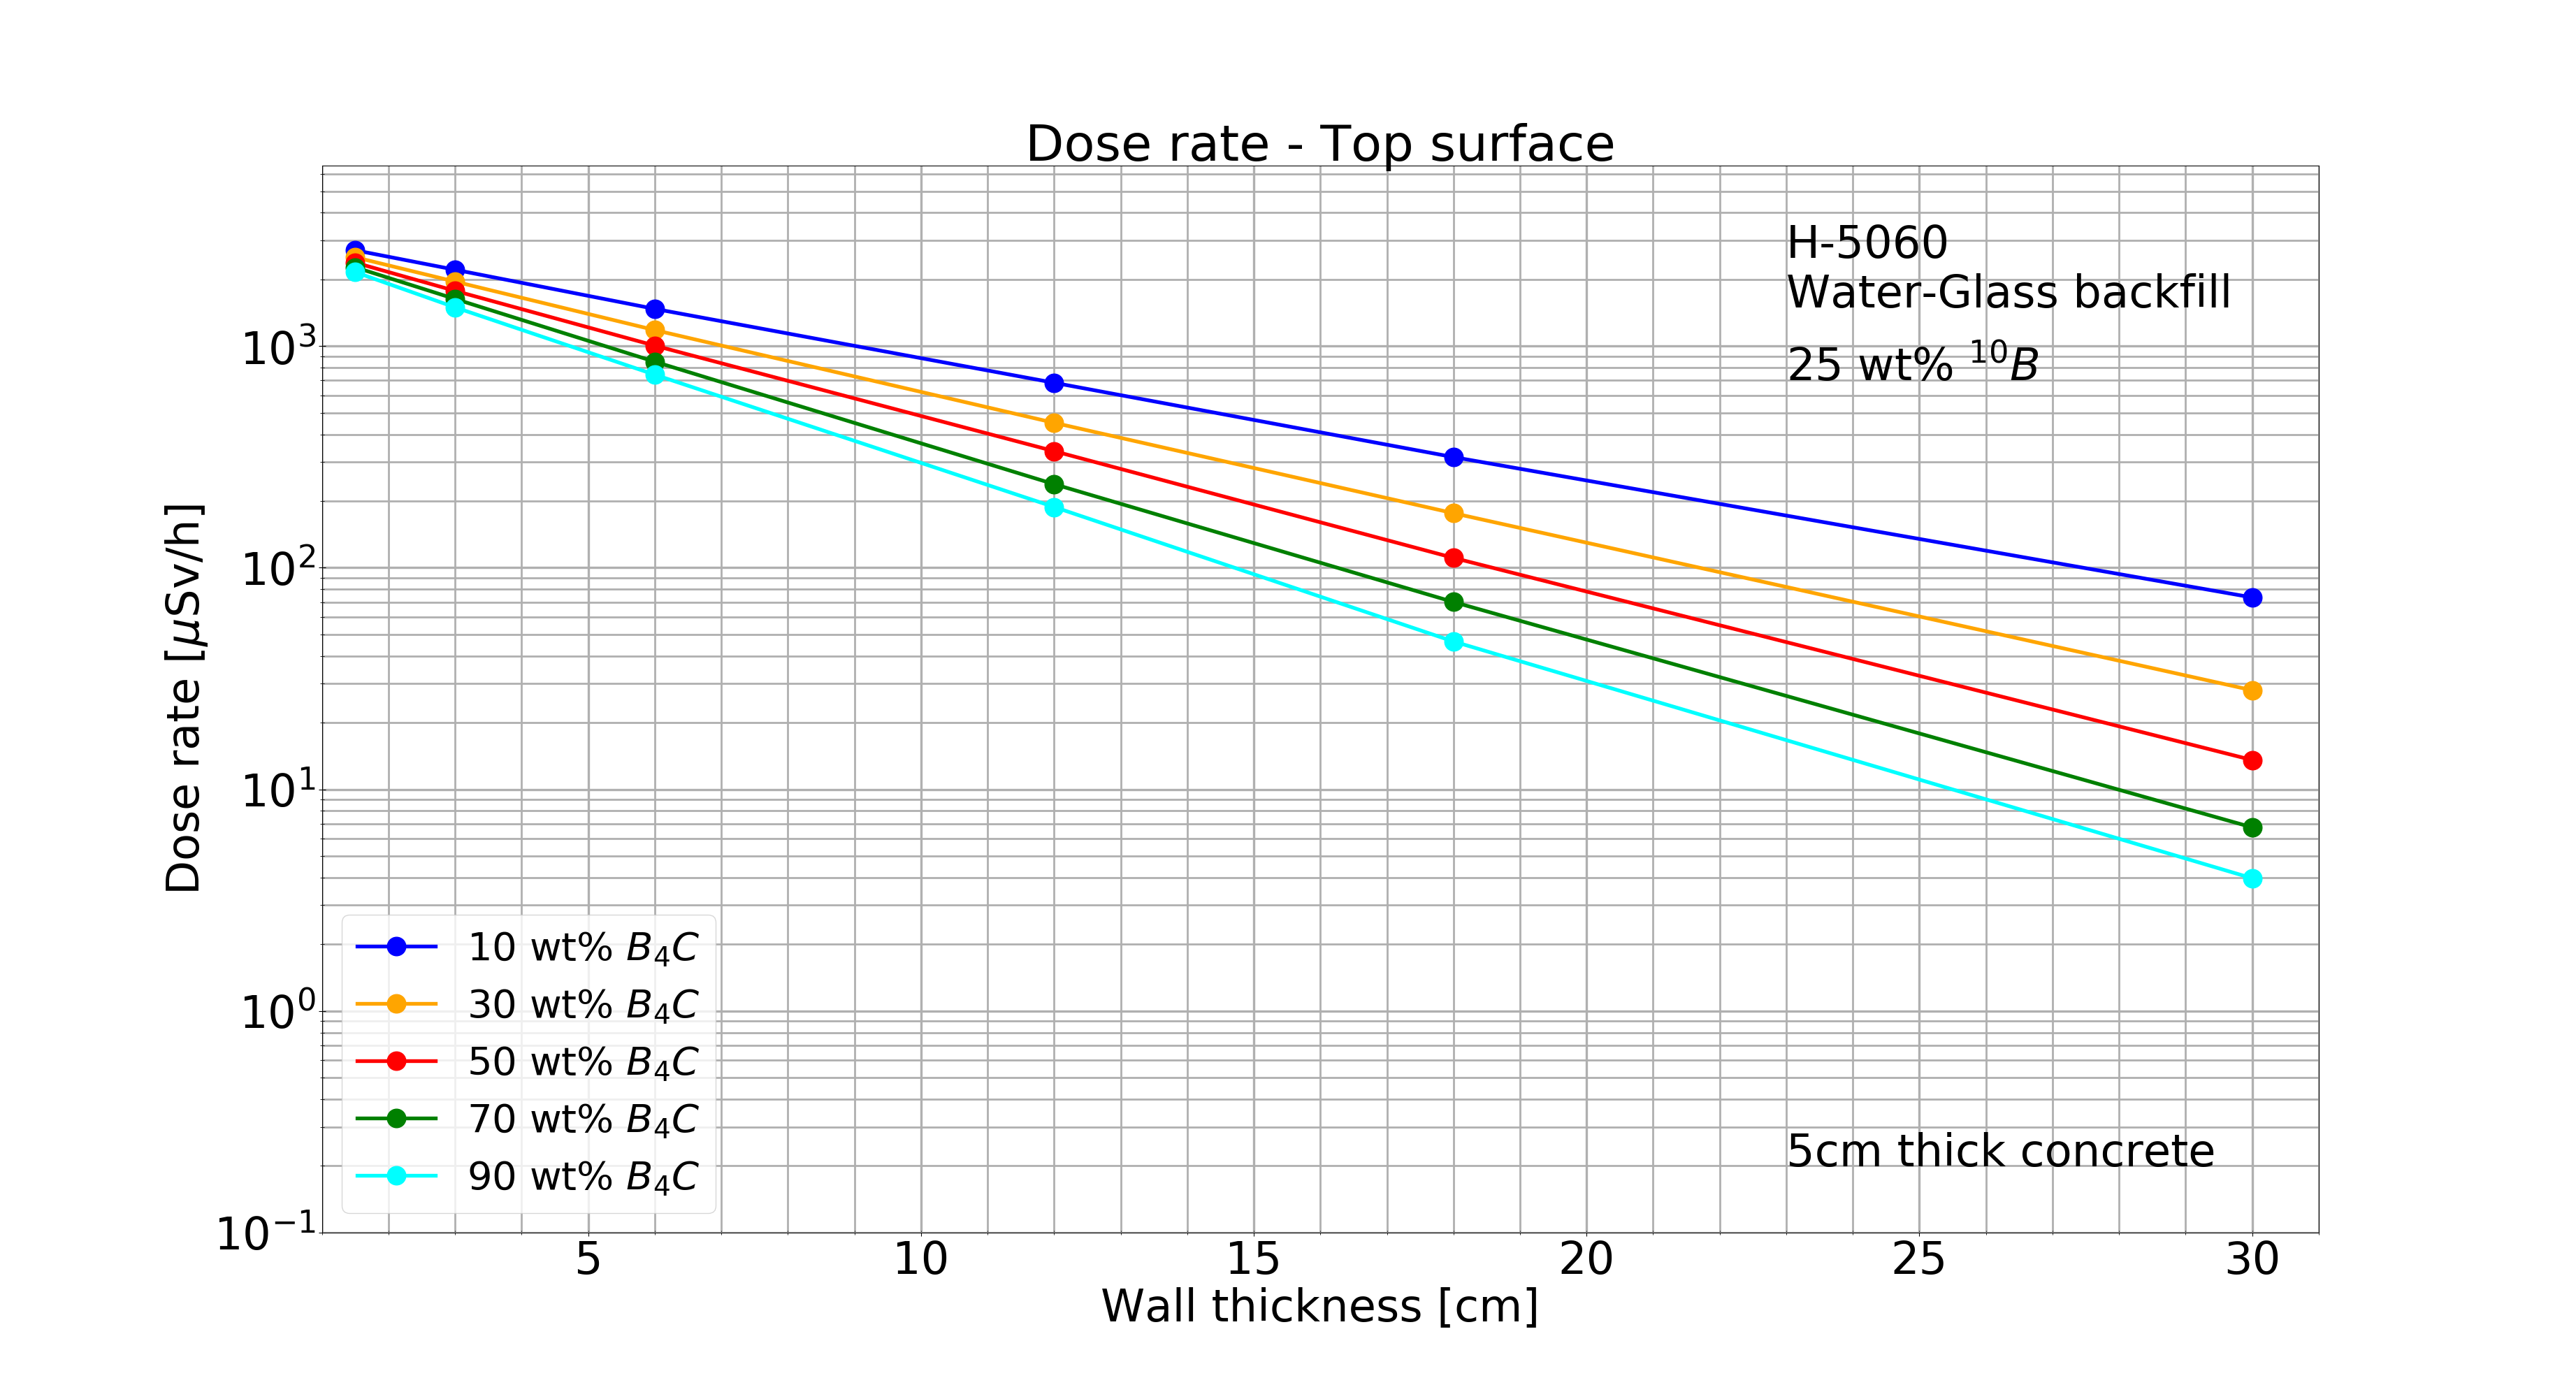 Dose rate - Top surface
H-5060
Water-Glass backfill
25 wt% ¹⁰B
10³
10²
10¹
10⁰
10⁻¹
Dose rate [μSv/h]
10 wt% B₄C
30 wt% B₄C
50 wt% B₄C
70 wt% B₄C
90 wt% B₄C
5cm thick concrete
5 10 15 20 25 30
Wall thickness [cm]